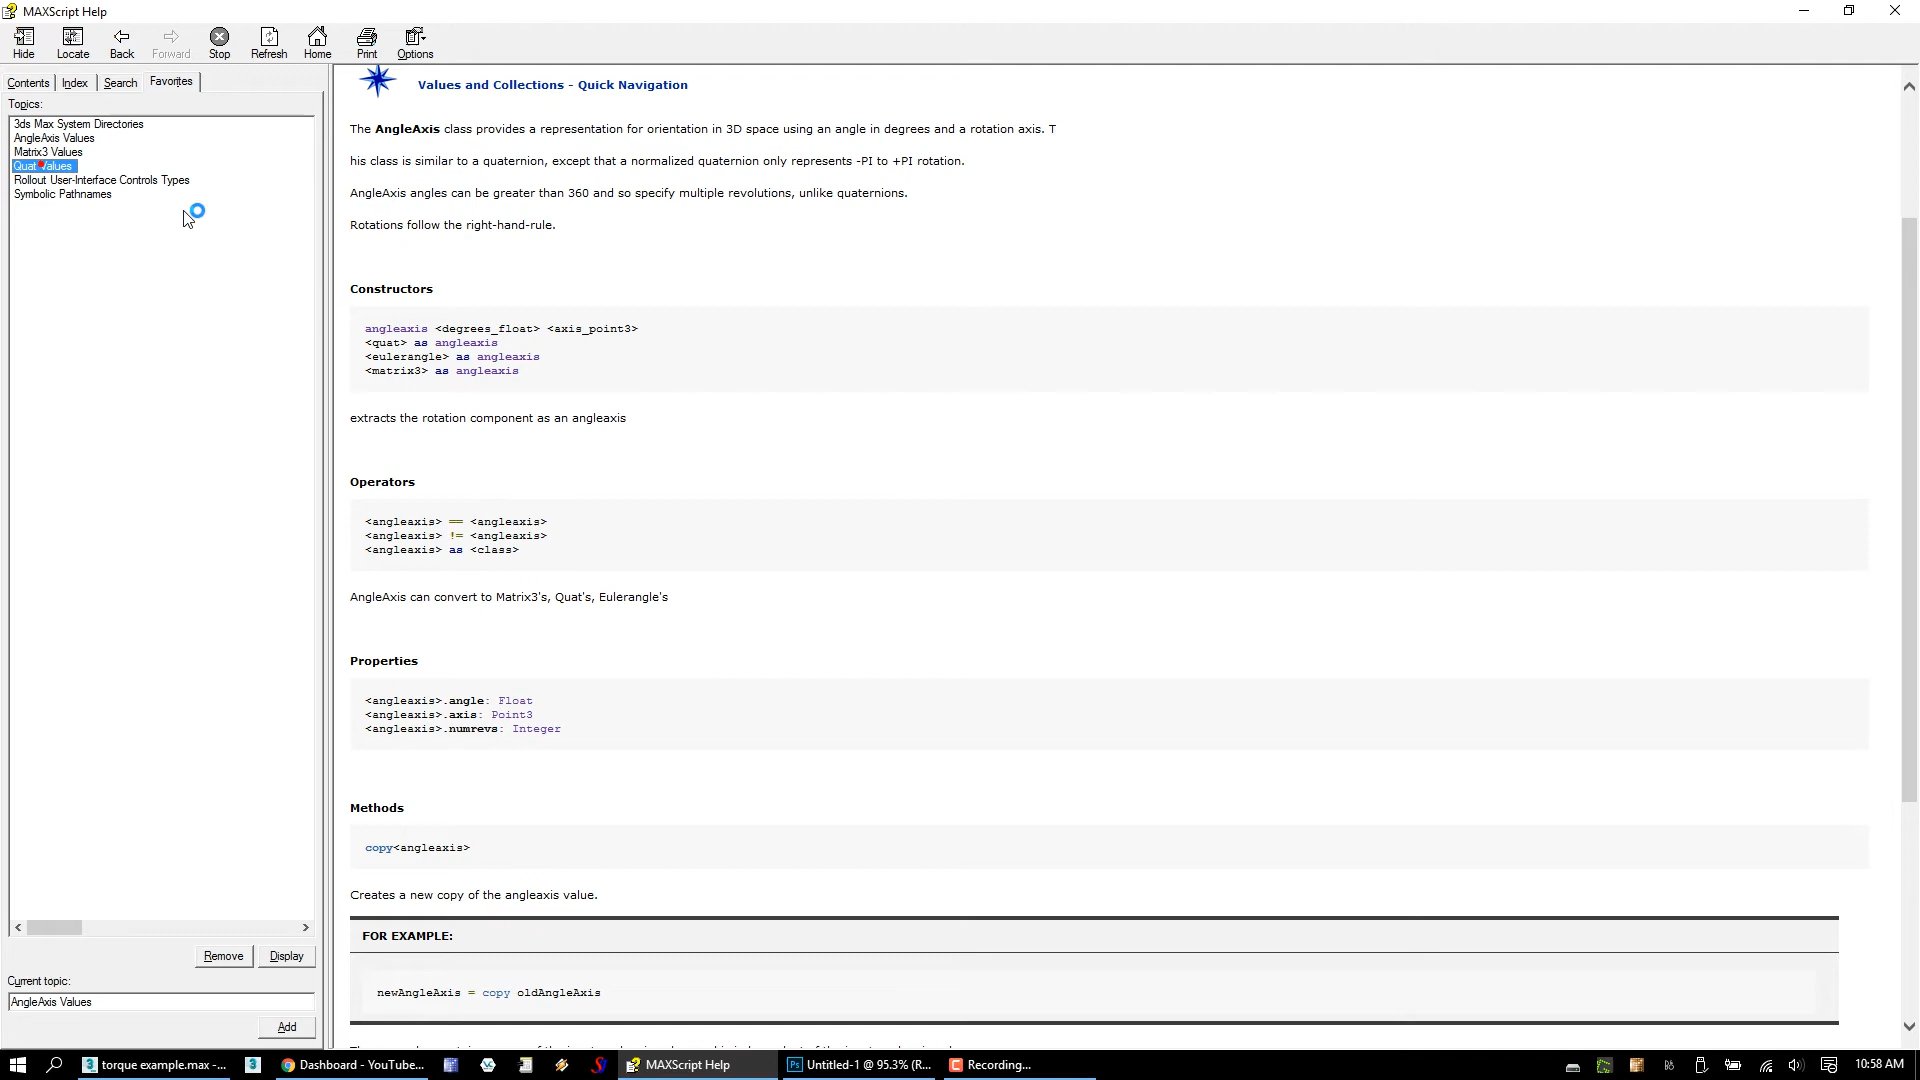 MAXScript Help
Hide
Locate
Back
Forward
Stop
Refresh
Home
Print
Options
Contents
Index
Search
Favorites
Topics:
3ds Max System Directories
AngleAxis Values
Matrix3 Values
Quat Values
Rollout User-Interface Controls Types
Symbolic Pathnames
Remove
Display
Current topic:
AngleAxis Values
Add
Values and Collections - Quick Navigation
The AngleAxis class provides a representation for orientation in 3D space using an angle in degrees and a rotation axis. T
his class is similar to a quaternion, except that a normalized quaternion only represents -PI to +PI rotation.
AngleAxis angles can be greater than 360 and so specify multiple revolutions, unlike quaternions.
Rotations follow the right-hand-rule.
Constructors
angleaxis <degrees_float> <axis_point3>
<quat> as angleaxis
<eulerangle> as angleaxis
<matrix3> as angleaxis
extracts the rotation component as an angleaxis
Operators
<angleaxis> == <angleaxis>
<angleaxis> != <angleaxis>
<angleaxis> as <class>
AngleAxis can convert to Matrix3's, Quat's, Eulerangle's
Properties
<angleaxis>.angle: Float
<angleaxis>.axis: Point3
<angleaxis>.numrevs: Integer
Methods
copy<angleaxis>
Creates a new copy of the angleaxis value.
FOR EXAMPLE:
newAngleAxis = copy oldAngleAxis
torque example.max -...
Dashboard - YouTube...
MAXScript Help
Untitled-1 @ 95.3% (R...
Recording...
10:58 AM